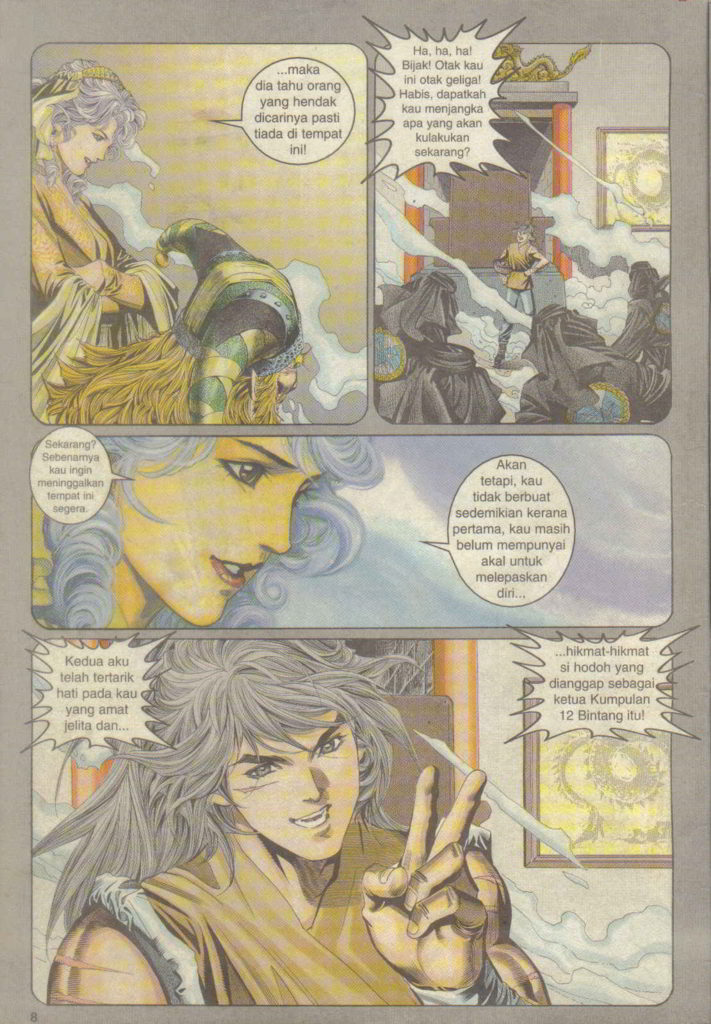 ...maka
dia tahu orang
yang hendak
dicarinya pasti
tiada di tempat
ini!
Ha, ha, ha!
Bijak! Otak kau
ini otak geliga!
Habis, dapatkah
kau menjangka
apa yang akan
kulakukan
sekarang?
Sekarang?
Sebenarnya
kau ingin
meninggalkan
tempat ini
segera.
Akan
tetapi, kau
tidak berbuat
sedemikian kerana
pertama, kau masih
belum mempunyai
akal untuk
melepaskan
diri...
Kedua aku
telah tertarik
hati pada kau
yang amat
jelita dan...
...hikmat-hikmat
si hodoh yang
dianggap sebagai
ketua Kumpulan
12 Bintang itu!
8